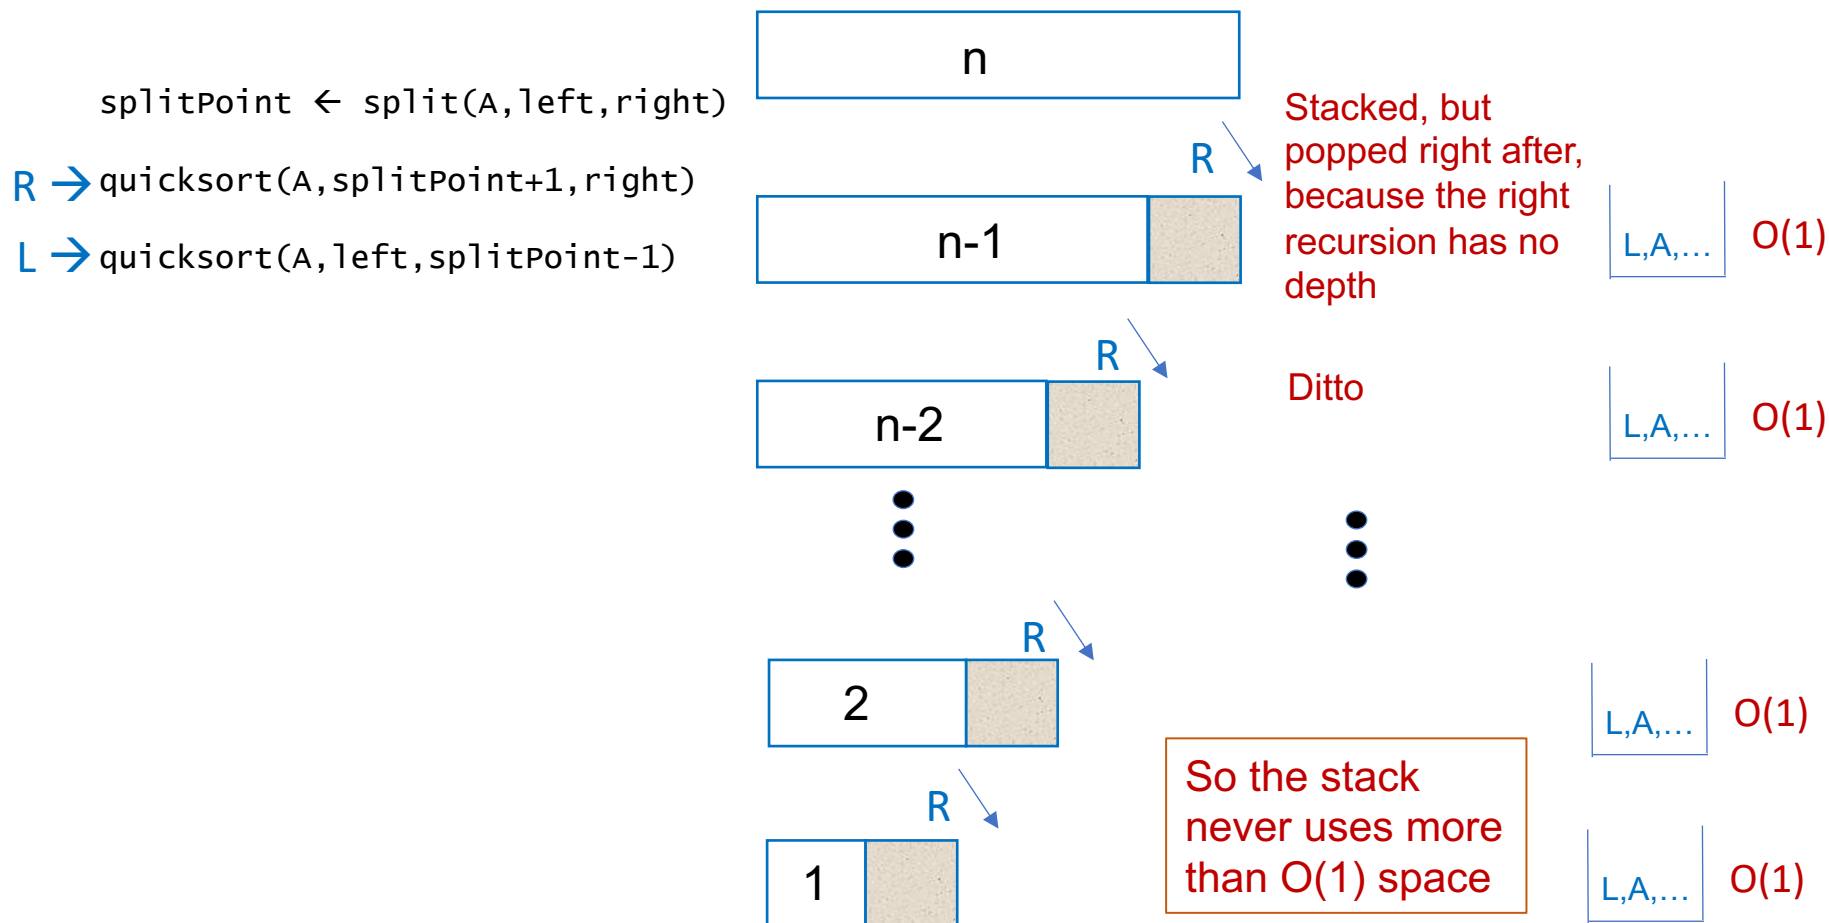 n
splitPoint ← split(A,left,right)
R → quicksort(A,splitPoint+1,right)
L → quicksort(A,left,splitPoint-1)
R
Stacked, but
popped right after,
because the right
recursion has no
depth
n-1
L,A,...
O(1)
R
Ditto
n-2
L,A,...
O(1)
R
2
L,A,...
O(1)
R
So the stack
never uses more
than O(1) space
1
L,A,...
O(1)